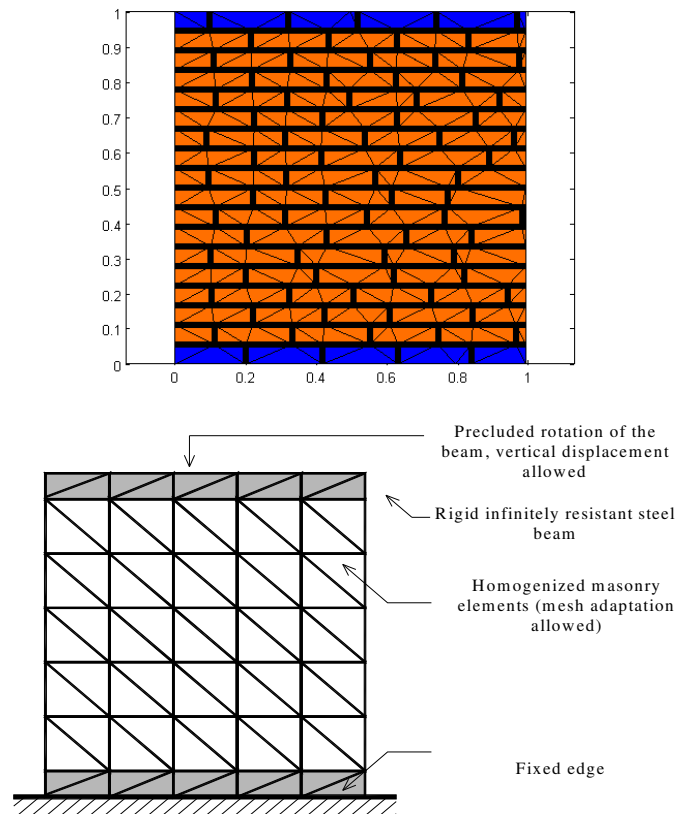 1
0.9
0.8
0.7
0.6
0.5
0.4
0.3
0.2
0.1
0
0 0.2 0.4 0.6 0.8 1
Precluded rotation of the
beam, vertical displacement
allowed
Rigid infinitely resistant steel
beam
Homogenized masonry
elements (mesh adaptation
allowed)
Fixed edge